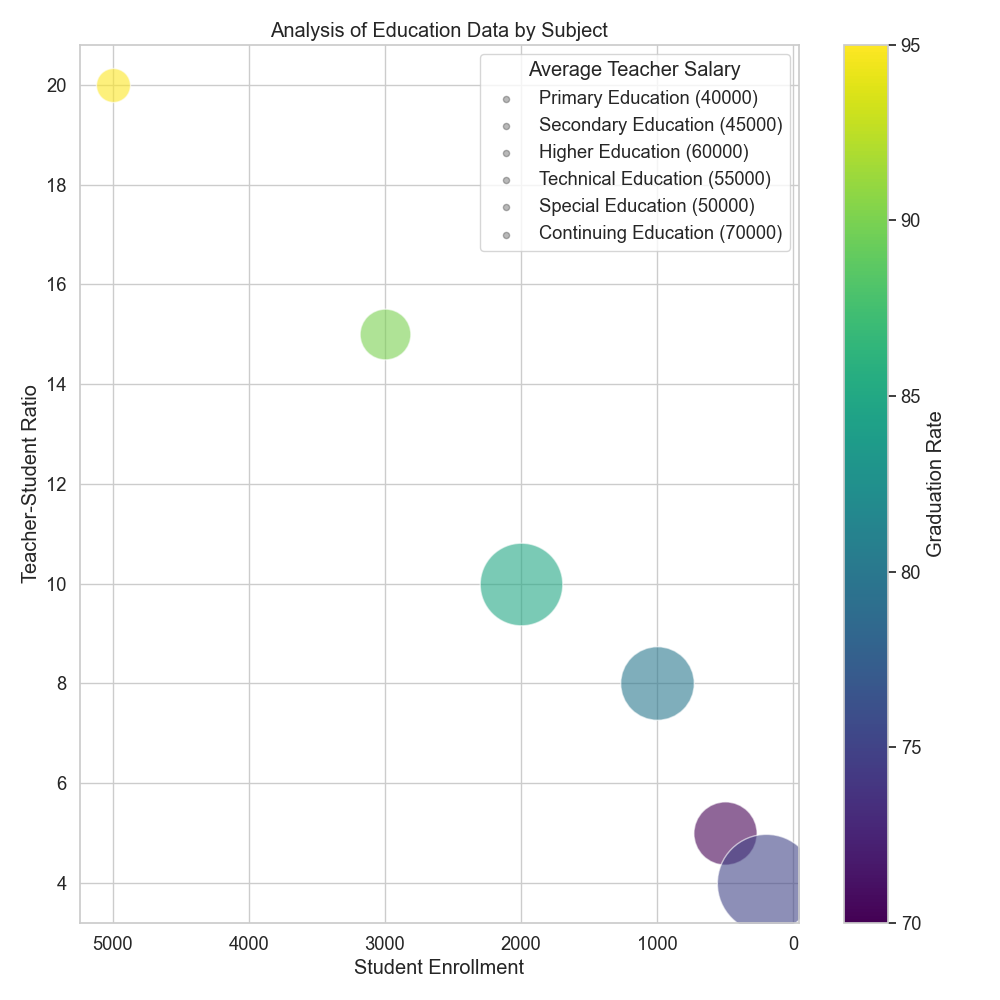 Analysis of Education Data by Subject
Average Teacher Salary
Primary Education (40000)
Secondary Education (45000)
Higher Education (60000)
Technical Education (55000)
Special Education (50000)
Continuing Education (70000)
Teacher-Student Ratio
20
18
16
14
12
10
8
6
4
5000
4000
3000
2000
1000
0
Student Enrollment
95
90
85
80
75
70
Graduation Rate